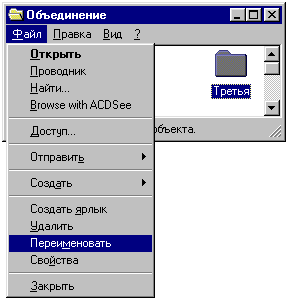 Объединение
Файл Правка Вид ?
Открыть
Проводник
Найти...
Browse with ACDSee
Доступ...
Отправить
Создать
Создать ярлык
Удалить
Переименовать
Свойства
Закрыть
Третья
объекта.